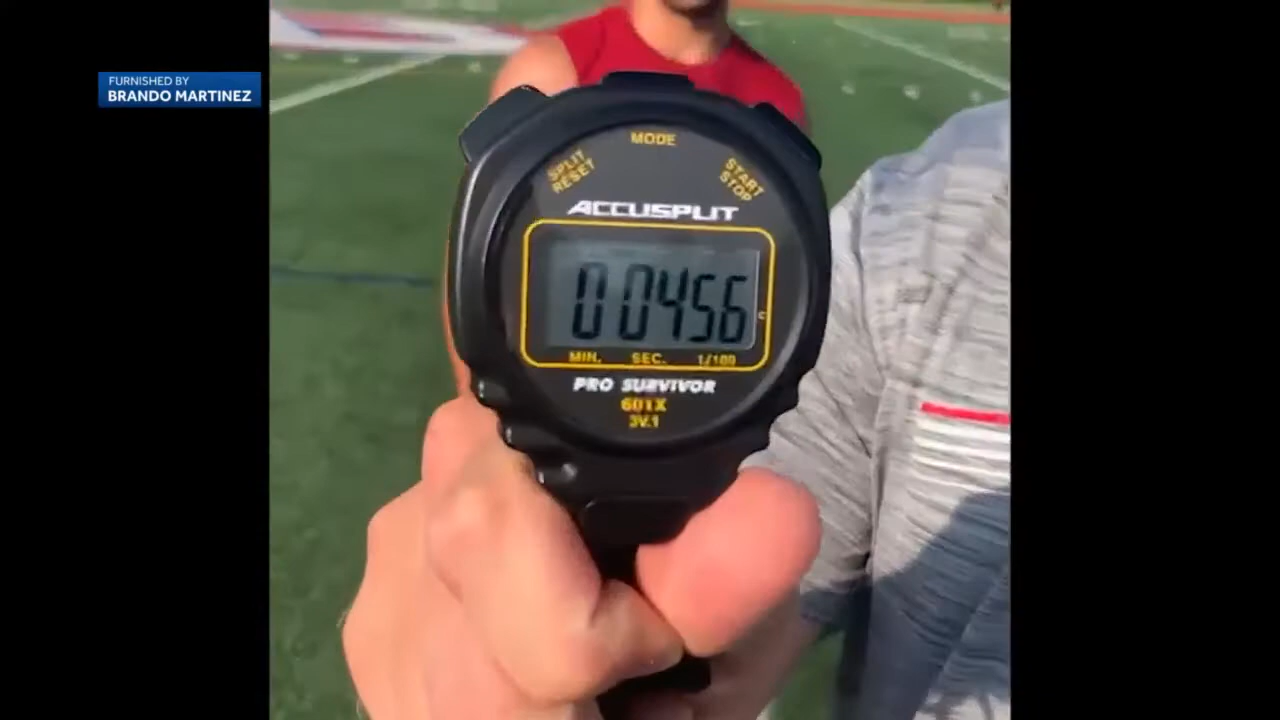 FURNISHED BY
BRANDO MARTINEZ
MODE
SPLIT
RESET
START
STOP
ACCUSPLIT
0 0456
c
MIN. SEC. 1/100
PRO SURVIVOR
601X
3V.1